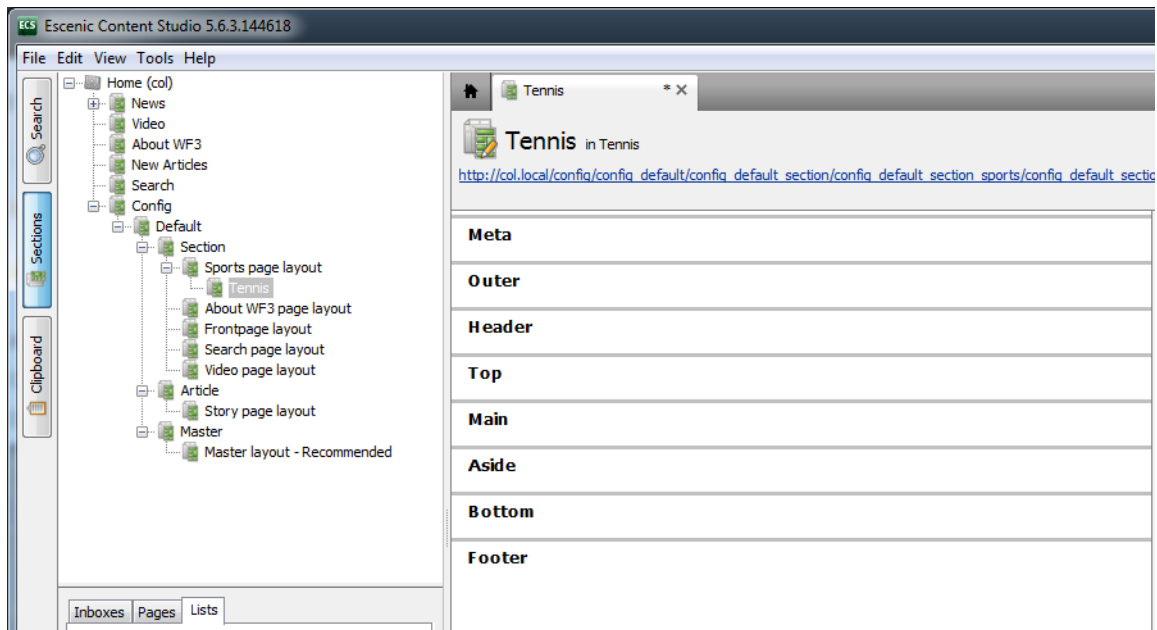 ECS Escenic Content Studio 5.6.3.144618
File Edit View Tools Help
Search
Sections
Clipboard
Home (col)
News
Video
About WF3
New Articles
Search
Config
Default
Section
Sports page layout
Tennis
About WF3 page layout
Frontpage layout
Search page layout
Video page layout
Article
Story page layout
Master
Master layout - Recommended
Inboxes Pages Lists
Tennis * X
Tennis in Tennis
http://col.local/config/config_default/config_default_section/config_default_section_sports/config_default_sectio
Meta
Outer
Header
Top
Main
Aside
Bottom
Footer